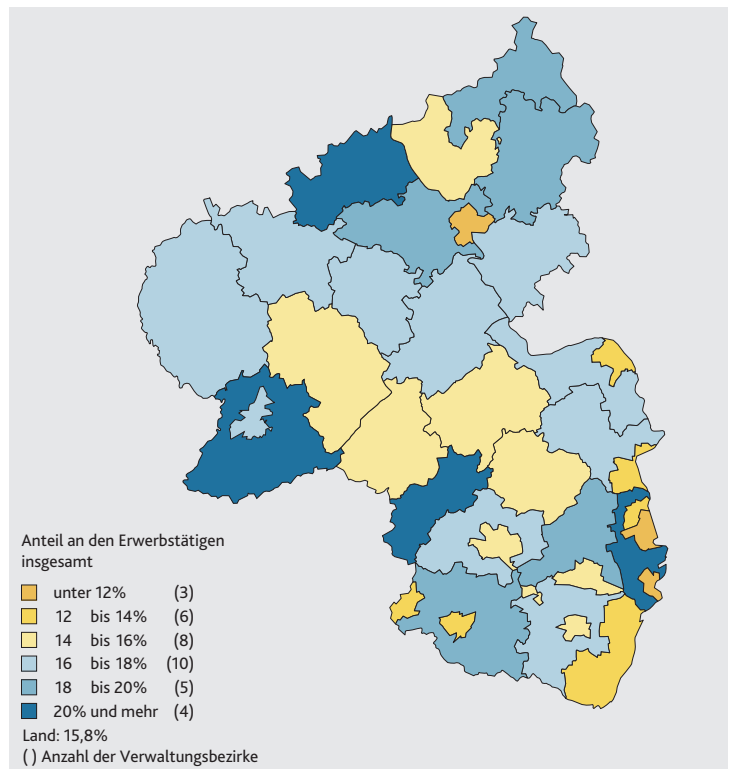 Anteil an den Erwerbstätigen
insgesamt
unter 12% (3)
12 bis 14% (6)
14 bis 16% (8)
16 bis 18% (10)
18 bis 20% (5)
20% und mehr (4)
Land: 15,8%
( ) Anzahl der Verwaltungsbezirke